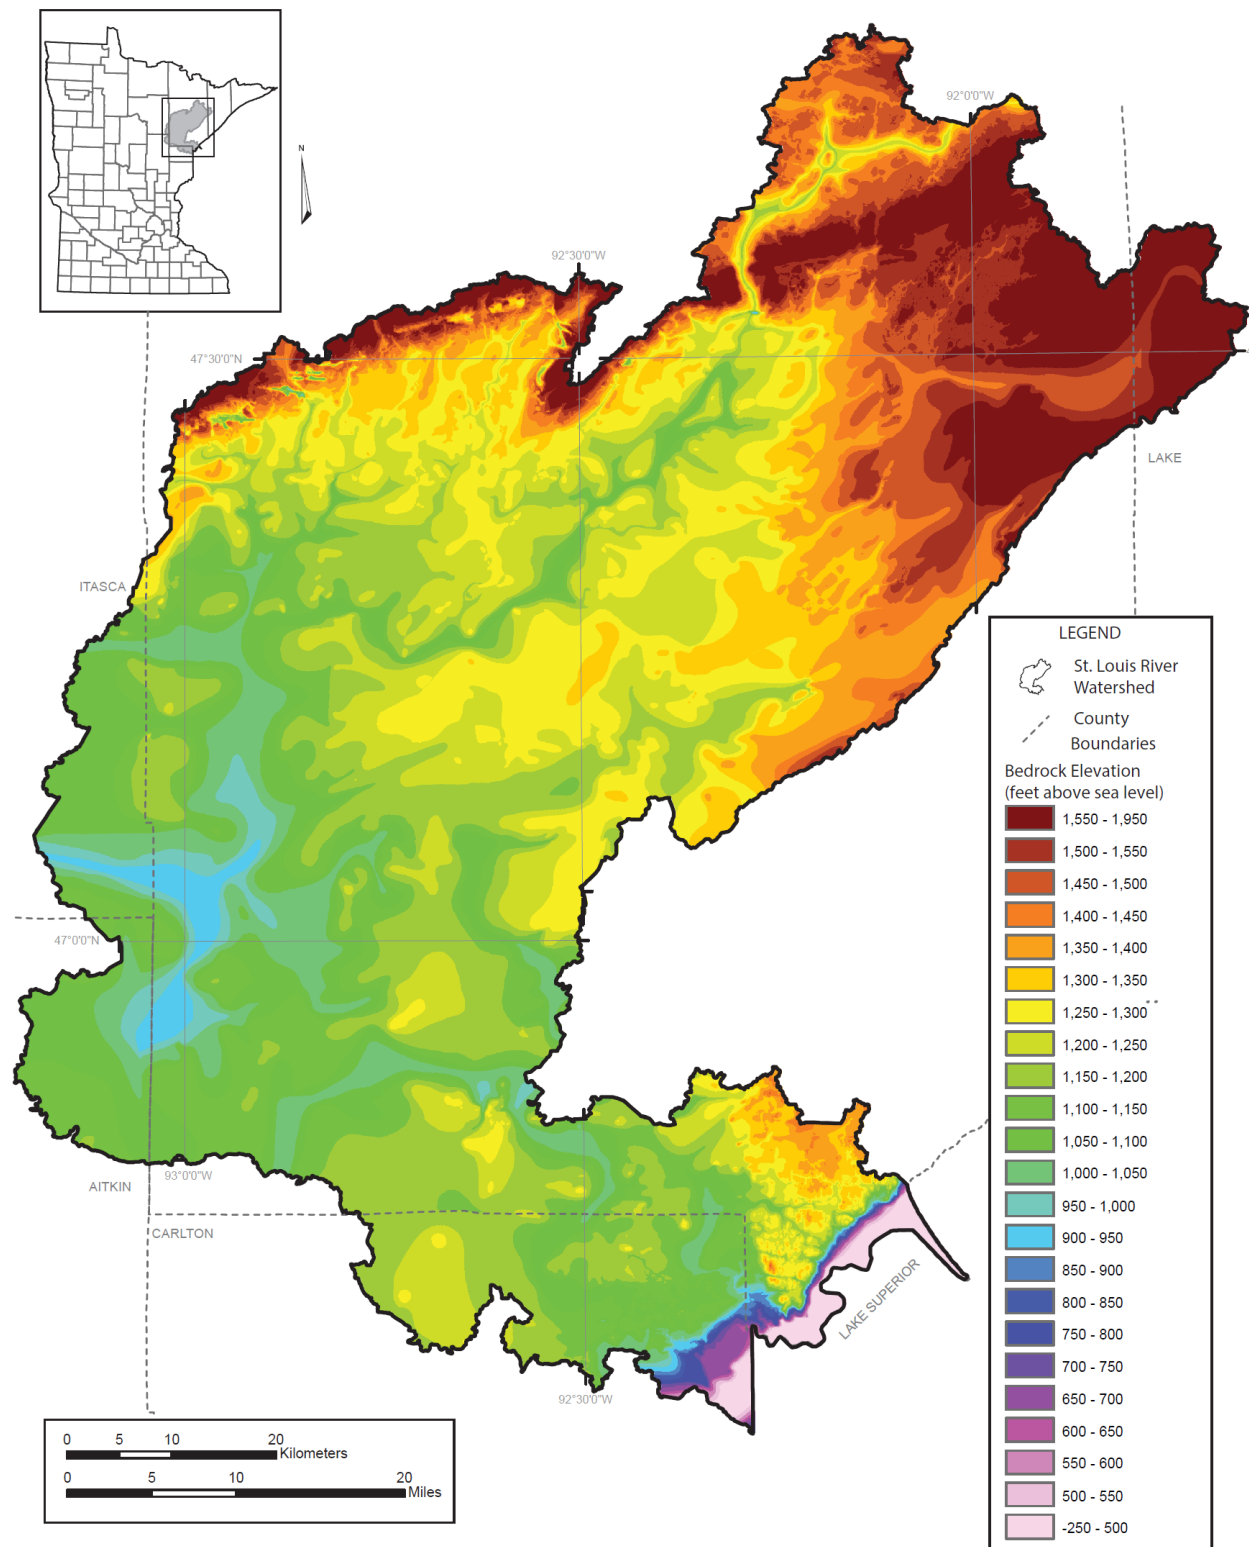 N
92°0'0"W
92°30'0"W
47°30'0"N
LAKE
ITASCA
47°0'0"N
93°0'0"W
AITKIN
CARLTON
LAKE SUPERIOR
92°30'0"W
LEGEND
St. Louis River
Watershed
County
Boundaries
Bedrock Elevation
(feet above sea level)
1,550 - 1,950
1,500 - 1,550
1,450 - 1,500
1,400 - 1,450
1,350 - 1,400
1,300 - 1,350
1,250 - 1,300
1,200 - 1,250
1,150 - 1,200
1,100 - 1,150
1,050 - 1,100
1,000 - 1,050
950 - 1,000
900 - 950
850 - 900
800 - 850
750 - 800
700 - 750
650 - 700
600 - 650
550 - 600
500 - 550
-250 - 500
0 5 10 20
Kilometers
0 5 10 20
Miles